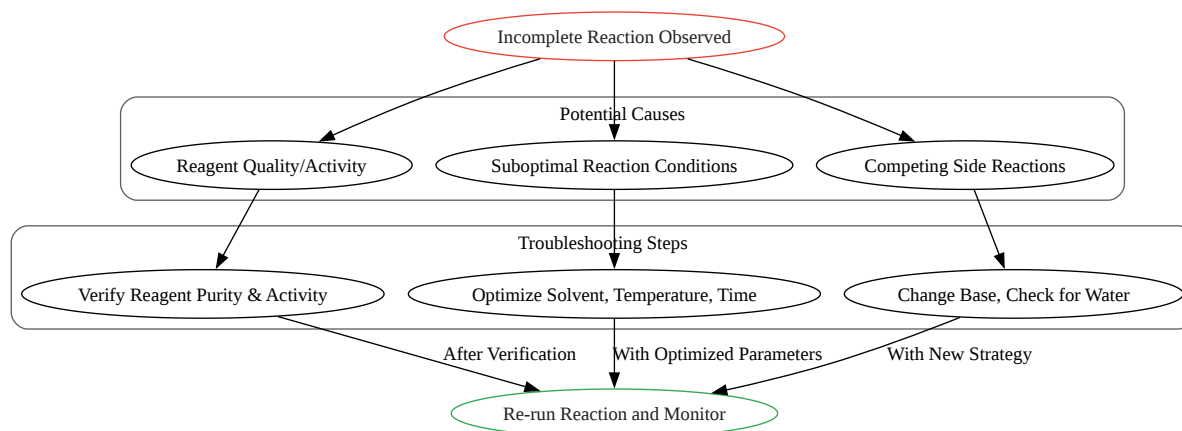 Incomplete Reaction Observed
Potential Causes
Reagent Quality/Activity
Suboptimal Reaction Conditions
Competing Side Reactions
Troubleshooting Steps
Verify Reagent Purity & Activity
Optimize Solvent, Temperature, Time
Change Base, Check for Water
After Verification
With Optimized Parameters
With New Strategy
Re-run Reaction and Monitor